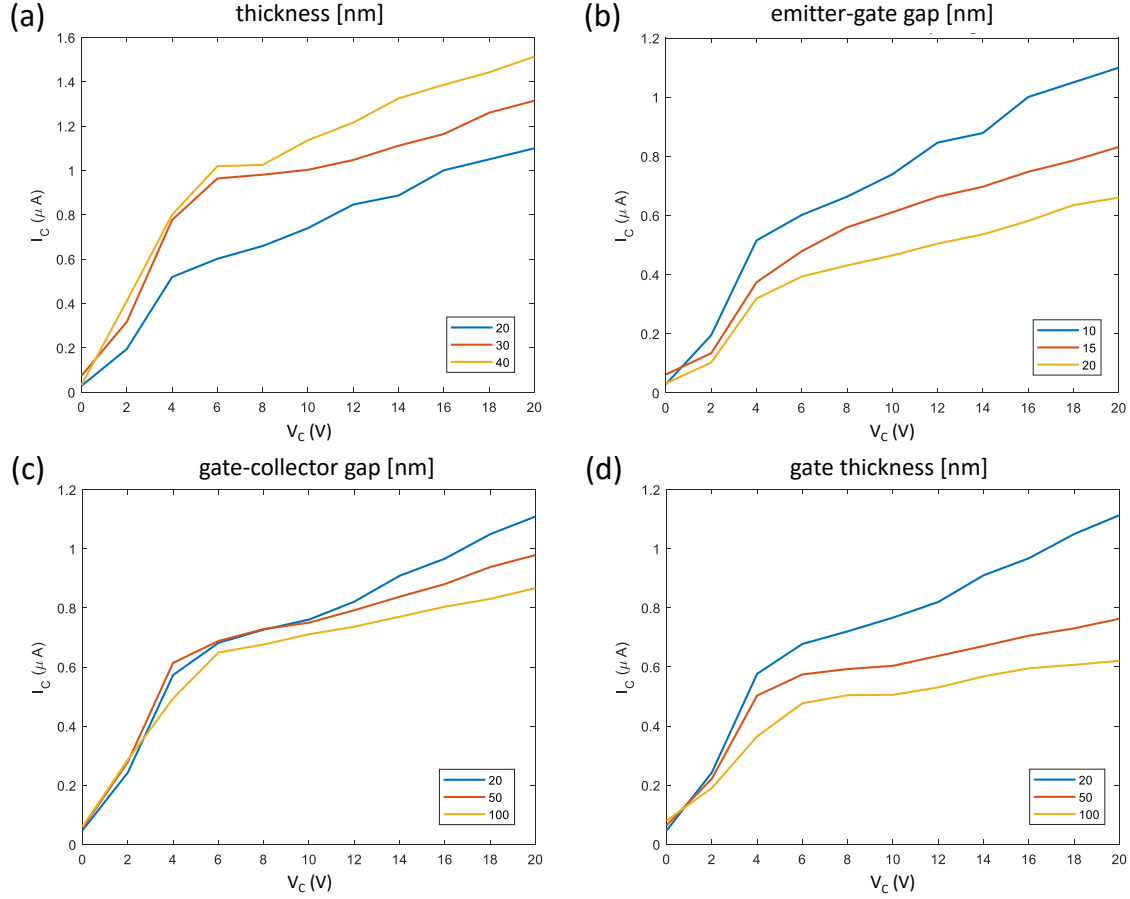 (a)
thickness [nm]
1.6
1.4
1.2
1
0.8
0.6
0.4
0.2
0
I_C (μ A)
0 2 4 6 8 10 12 14 16 18 20
V_C (V)
20
30
40
(b)
emitter-gate gap [nm]
1.2
1
0.8
0.6
0.4
0.2
0
I_C (μ A)
0 2 4 6 8 10 12 14 16 18 20
V_C (V)
10
15
20
(c)
gate-collector gap [nm]
1.2
1
0.8
0.6
0.4
0.2
0
I_C (μ A)
0 2 4 6 8 10 12 14 16 18 20
V_C (V)
20
50
100
(d)
gate thickness [nm]
1.2
1
0.8
0.6
0.4
0.2
0
I_C (μ A)
0 2 4 6 8 10 12 14 16 18 20
V_C (V)
20
50
100